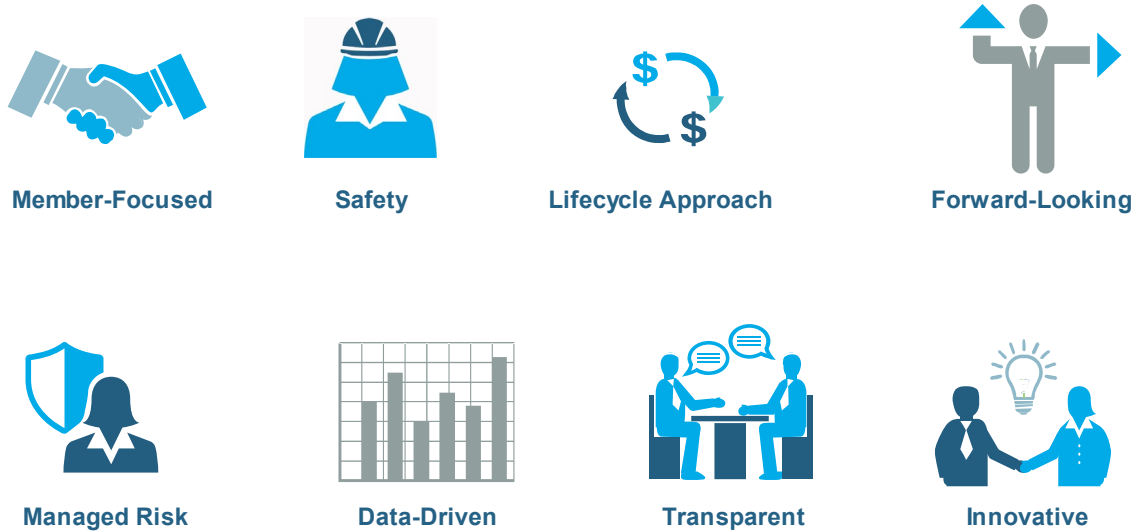 $
$
Member-Focused
Safety
Lifecycle Approach
Forward-Looking
Managed Risk
Data-Driven
Transparent
Innovative